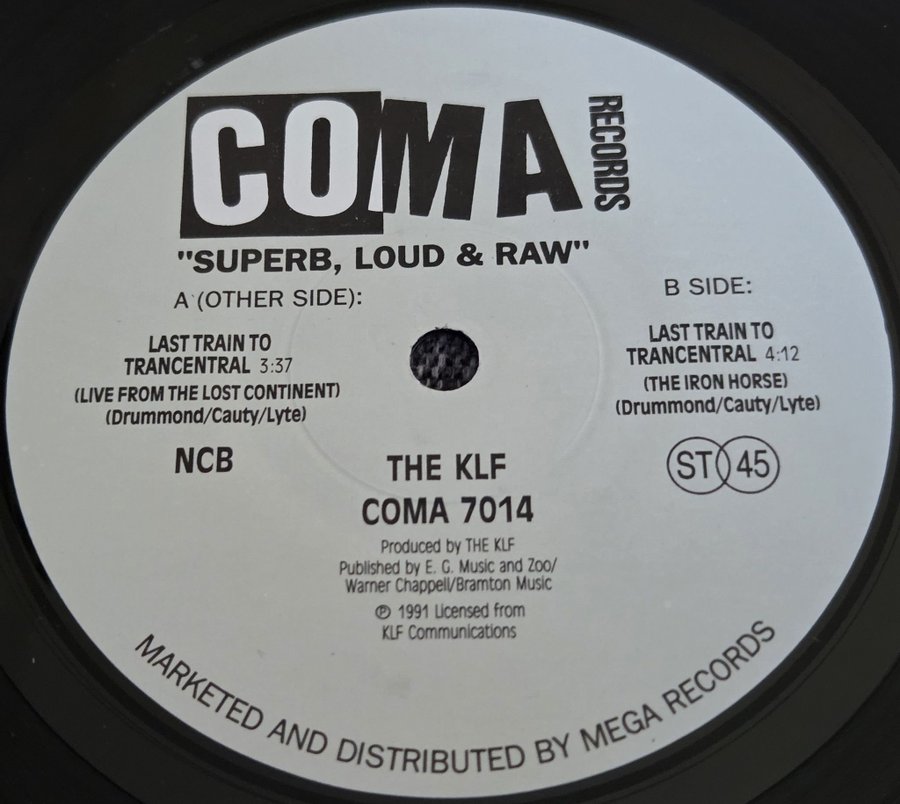 COMA
RECORDS
"SUPERB, LOUD & RAW"
A (OTHER SIDE):
LAST TRAIN TO
TRANCENTRAL 3:37
(LIVE FROM THE LOST CONTINENT)
(Drummond/Cauty/Lyte)
NCB
B SIDE:
LAST TRAIN TO
TRANCENTRAL 4:12
(THE IRON HORSE)
(Drummond/Cauty/Lyte)
ST 45
THE KLF
COMA 7014
Produced by THE KLF
Published by E. G. Music and Zoo/
Warner Chappell/Bramton Music
℗ 1991 Licensed from
KLF Communications
MARKETED AND DISTRIBUTED BY MEGA RECORDS